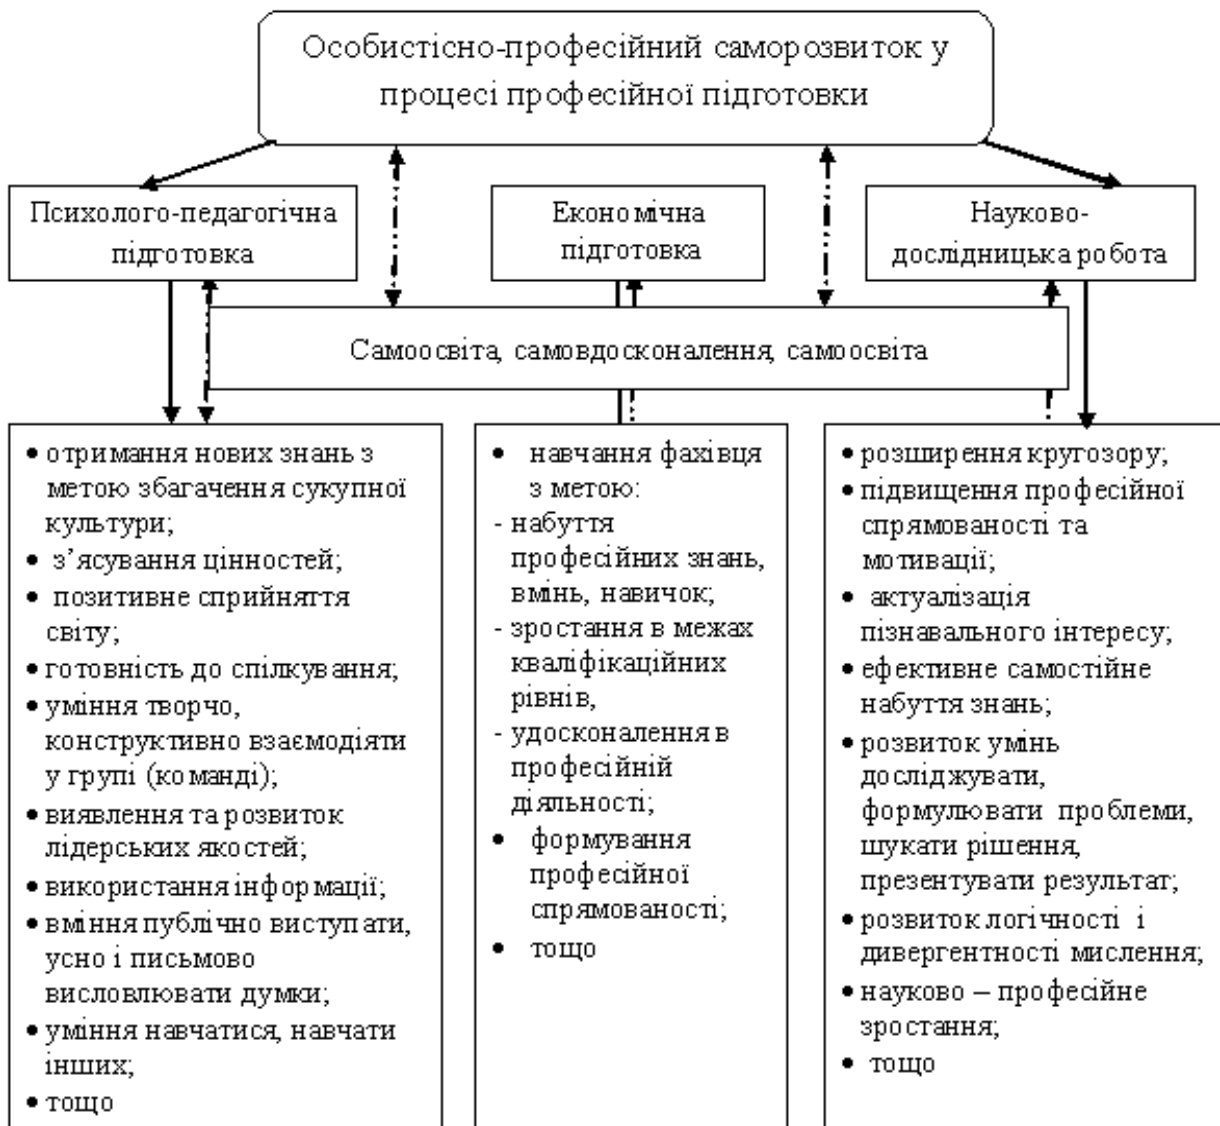 Особистісно-професійний саморозвиток у
процесі професійної підготовки
Психолого-педагогічна
підготовка
Економічна
підготовка
Науково-
дослідницька робота
Самоосвіта, самовдосконалення, самоосвіта
• отримання нових знань з
метою збагачення сукупної
культури;
• з’ясування цінностей;
• позитивне сприйняття
світу;
• готовність до спілкування;
• уміння творчо,
конструктивно взаємодіяти
у групі (команді);
• виявлення та розвиток
лідерських якостей;
• використання інформації;
• вміння публічно виступати,
усно і письмово
висловлювати думки;
• уміння навчатися, навчати
інших;
• тощо
• навчання фахівця
з метою:
- набуття
професійних знань,
вмінь, навичок;
- зростання в межах
кваліфікаційних
рівнів,
- удосконалення в
професійній
діяльності;
• формування
професійної
спрямованості;
• тощо
• розширення кругозору;
• підвищення професійної
спрямованості та
мотивації;
• актуалізація
пізнавального інтересу;
• ефективне самостійне
набуття знань;
• розвиток умінь
досліджувати,
формулювати проблеми,
шукати рішення,
презентувати результат;
• розвиток логічності і
дивергентності мислення;
• науково – професійне
зростання;
• тощо